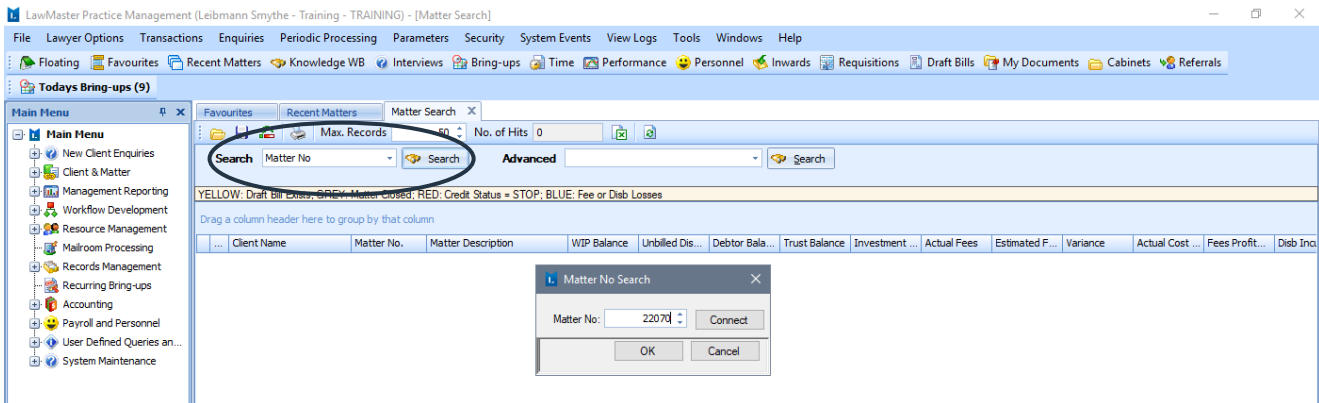 LawMaster Practice Management (Leibmann Smythe - Training - TRAINING) - [Matter Search]
File Lawyer Options Transactions Enquiries Periodic Processing Parameters Security System Events View Logs Tools Windows Help
Floating Favourites Recent Matters Knowledge WB Interviews Bring-ups Time Performance Personnel Inwards Requisitions Draft Bills My Documents Cabinets Referrals
Todays Bring-ups (9)
Main Menu
Main Menu
New Client Enquiries
Client & Matter
Management Reporting
Workflow Development
Resource Management
Mailroom Processing
Records Management
Recurring Bring-ups
Accounting
Payroll and Personnel
User Defined Queries an...
System Maintenance
Favourites Recent Matters Matter Search
Max. Records 50 No. of Hits 0
Search Matter No Search Advanced Search
YELLOW: Draft Bill Exists; GREY: Matter Closed; RED: Credit Status = STOP; BLUE: Fee or Disb Losses
Drag a column header here to group by that column
... Client Name Matter No. Matter Description WIP Balance Unbilled Dis... Debtor Bala... Trust Balance Investment ... Actual Fees Estimated F... Variance Actual Cost ... Fees Profit... Disb Incu
Matter No Search
Matter No: 22070 Connect
OK Cancel